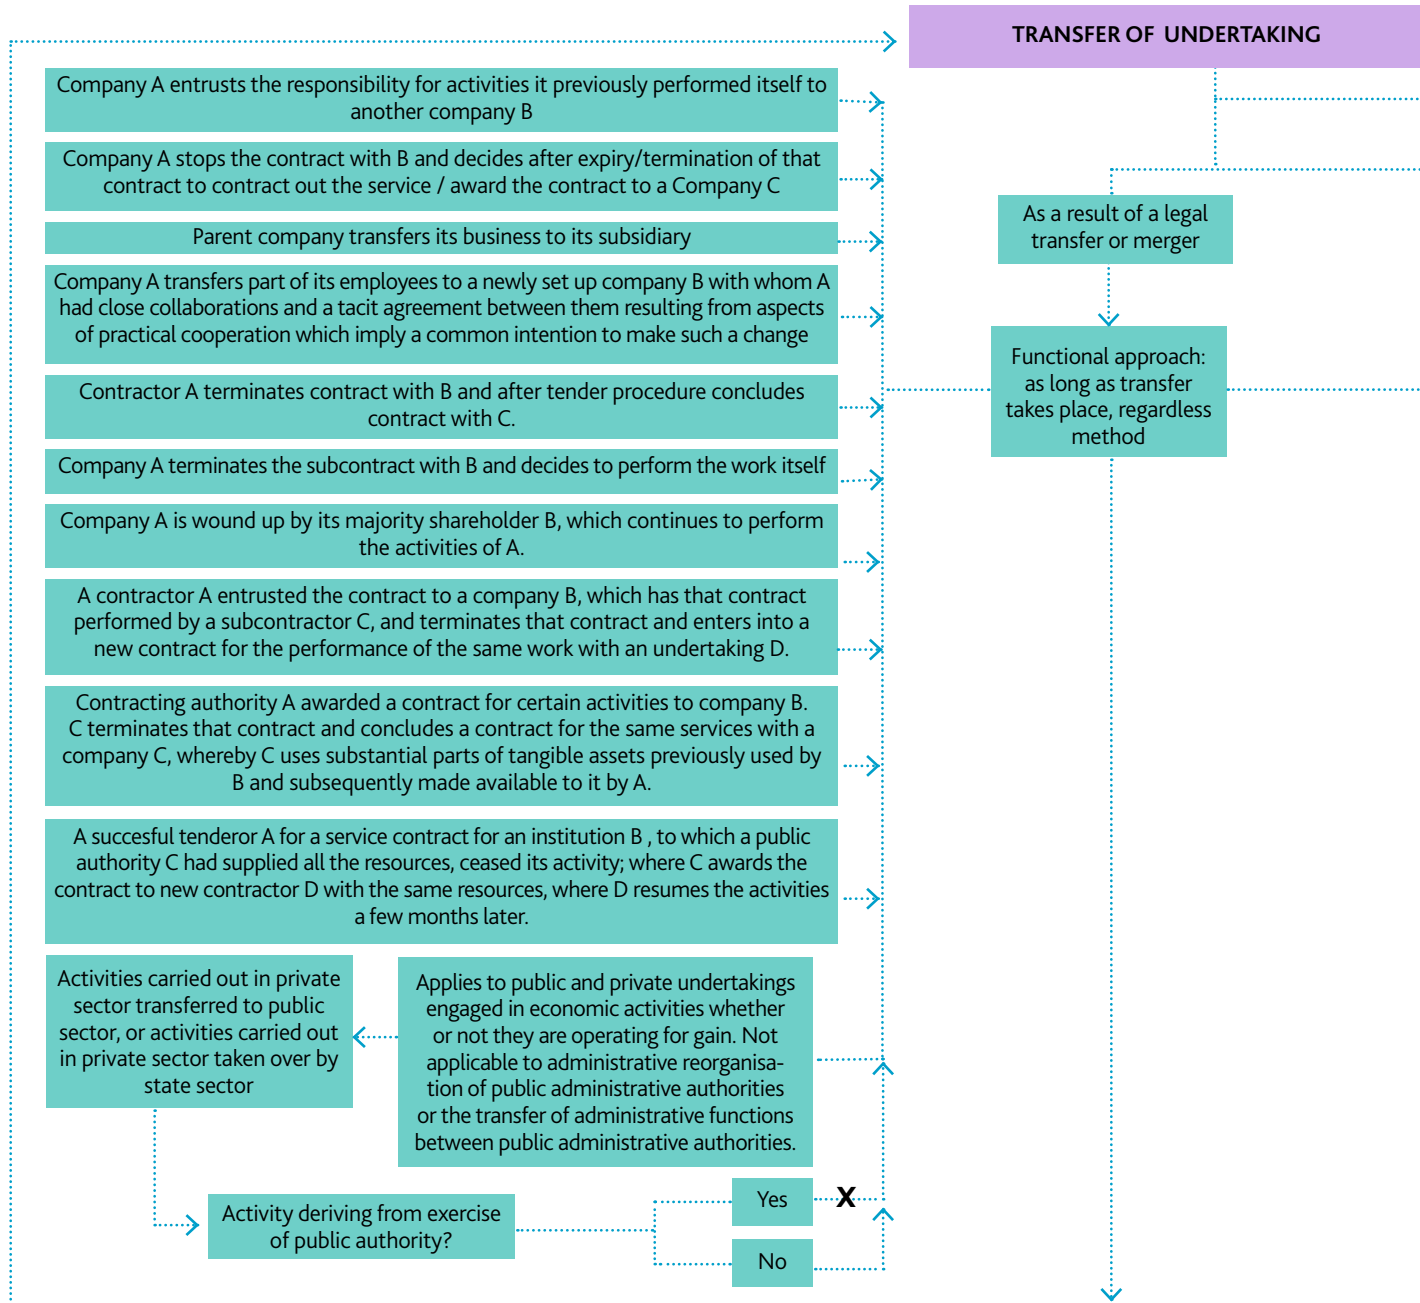 TRANSFER OF UNDERTAKING
Company A entrusts the responsibility for activities it previously performed itself to
another company B
Company A stops the contract with B and decides after expiry/termination of that
contract to contract out the service / award the contract to a Company C
Parent company transfers its business to its subsidiary
Company A transfers part of its employees to a newly set up company B with whom A
had close collaborations and a tacit agreement between them resulting from aspects
of practical cooperation which imply a common intention to make such a change
Contractor A terminates contract with B and after tender procedure concludes
contract with C.
Company A terminates the subcontract with B and decides to perform the work itself
Company A is wound up by its majority shareholder B, which continues to perform
the activities of A.
A contractor A entrusted the contract to a company B, which has that contract
performed by a subcontractor C, and terminates that contract and enters into a
new contract for the performance of the same work with an undertaking D.
Contracting authority A awarded a contract for certain activities to company B.
C terminates that contract and concludes a contract for the same services with a
company C, whereby C uses substantial parts of tangible assets previously used by
B and subsequently made available to it by A.
A succesful tenderor A for a service contract for an institution B , to which a public
authority C had supplied all the resources, ceased its activity; where C awards the
contract to new contractor D with the same resources, where D resumes the activities
a few months later.
As a result of a legal
transfer or merger
Functional approach:
as long as transfer
takes place, regardless
method
Activities carried out in private
sector transferred to public
sector, or activities carried out
in private sector taken over by
state sector
Applies to public and private undertakings
engaged in economic activities whether
or not they are operating for gain. Not
applicable to administrative reorganisa-
tion of public administrative authorities
or the transfer of administrative functions
between public administrative authorities.
Activity deriving from exercise
of public authority?
Yes
X
No